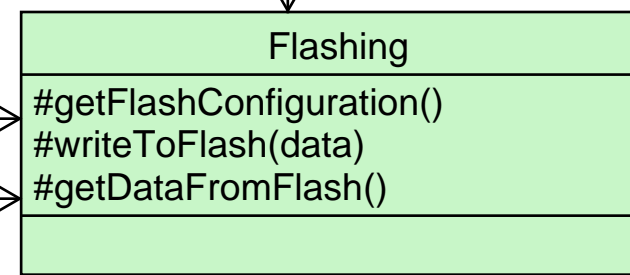 Flashing
#getFlashConfiguration()
#writeToFlash(data)
#getDataFromFlash()